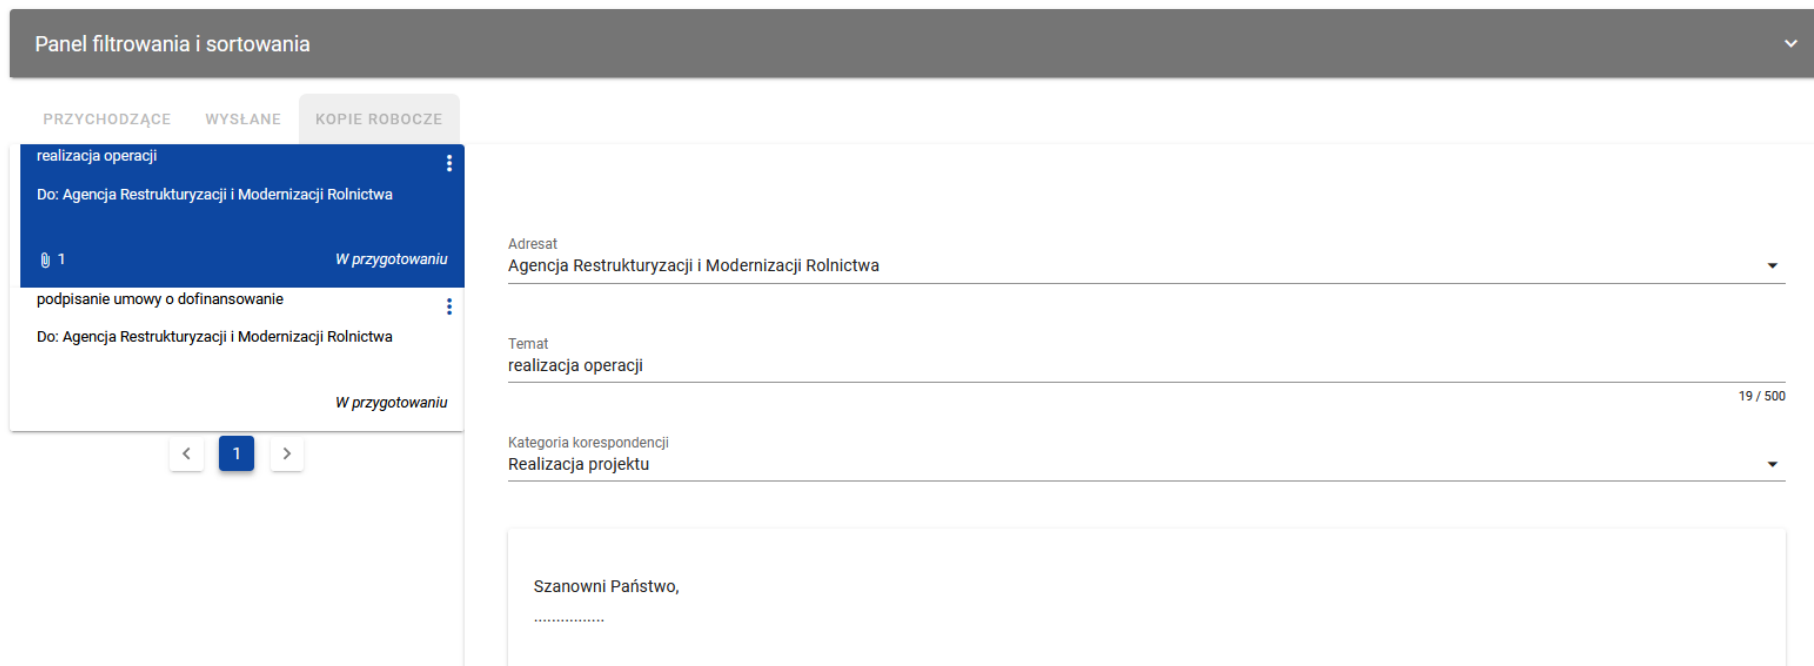 Panel filtrowania i sortowania
PRZYCHODZĄCE WYSŁANE KOPIE ROBOCZE
realizacja operacji
Do: Agencja Restrukturyzacji i Modernizacji Rolnictwa
1 W przygotowaniu
podpisanie umowy o dofinansowanie
Do: Agencja Restrukturyzacji i Modernizacji Rolnictwa
W przygotowaniu
1
Adresat
Agencja Restrukturyzacji i Modernizacji Rolnictwa
Temat
realizacja operacji
19 / 500
Kategoria korespondencji
Realizacja projektu
Szanowni Państwo,
................